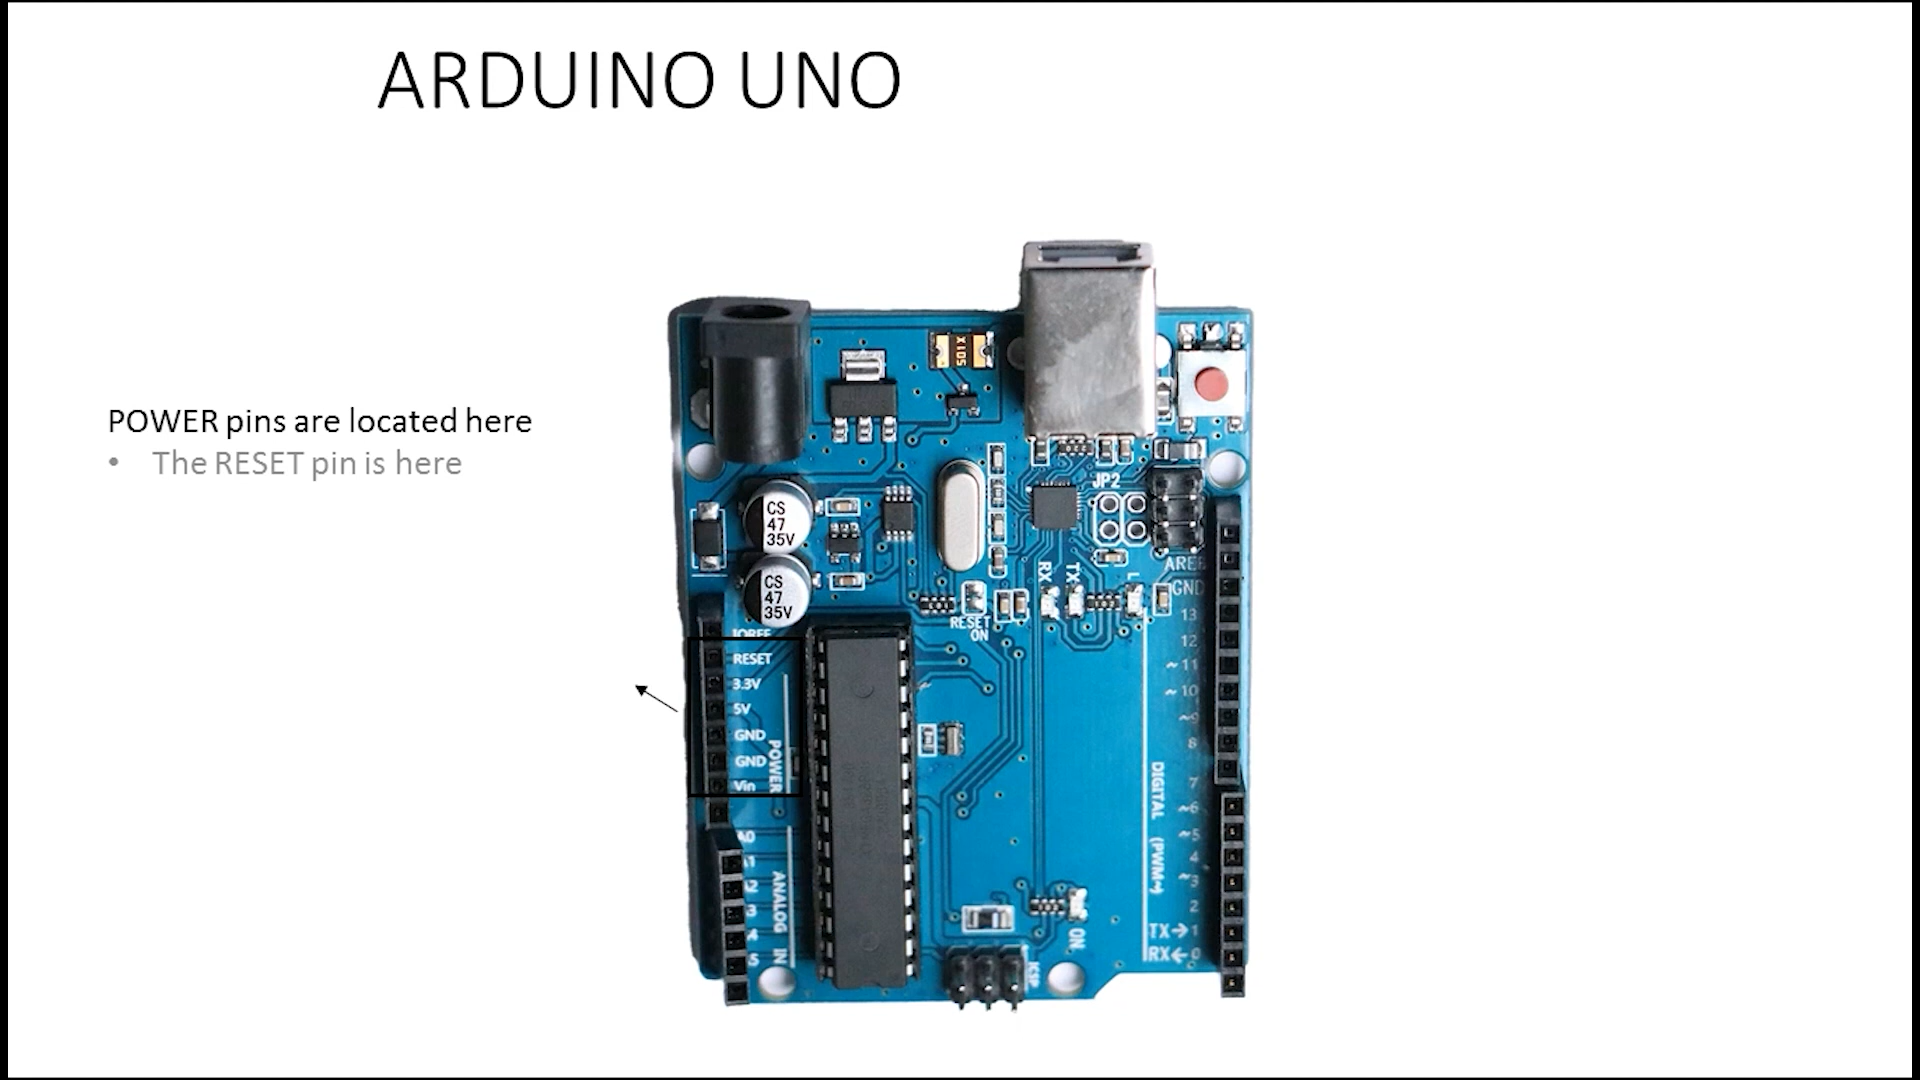 ARDUINO UNO
POWER pins are located here
• The RESET pin is here
X105
JP2
CS
47
35V
CS
47
35V
RX
TX
L
RESET
ON
AREF
GND
13
12
~11
~10
~9
8
7
~6
~5
4
~3
2
TX→1
RX←0
DIGITAL (PWM~)
IOREF
RESET
3.3V
5V
GND
GND
Vin
POWER
A0
A1
A2
ANALOG IN
ON
ICSP